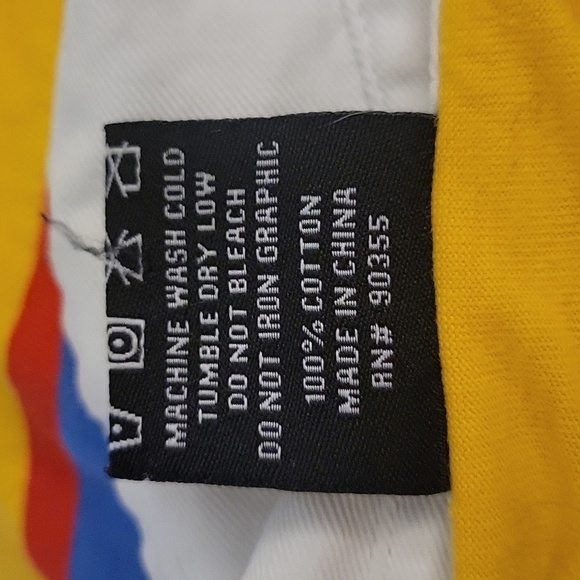 MACHINE WASH COLD
TUMBLE DRY LOW
DO NOT BLEACH
DO NOT IRON GRAPHIC
100% COTTON
MADE IN CHINA
RN# 90355